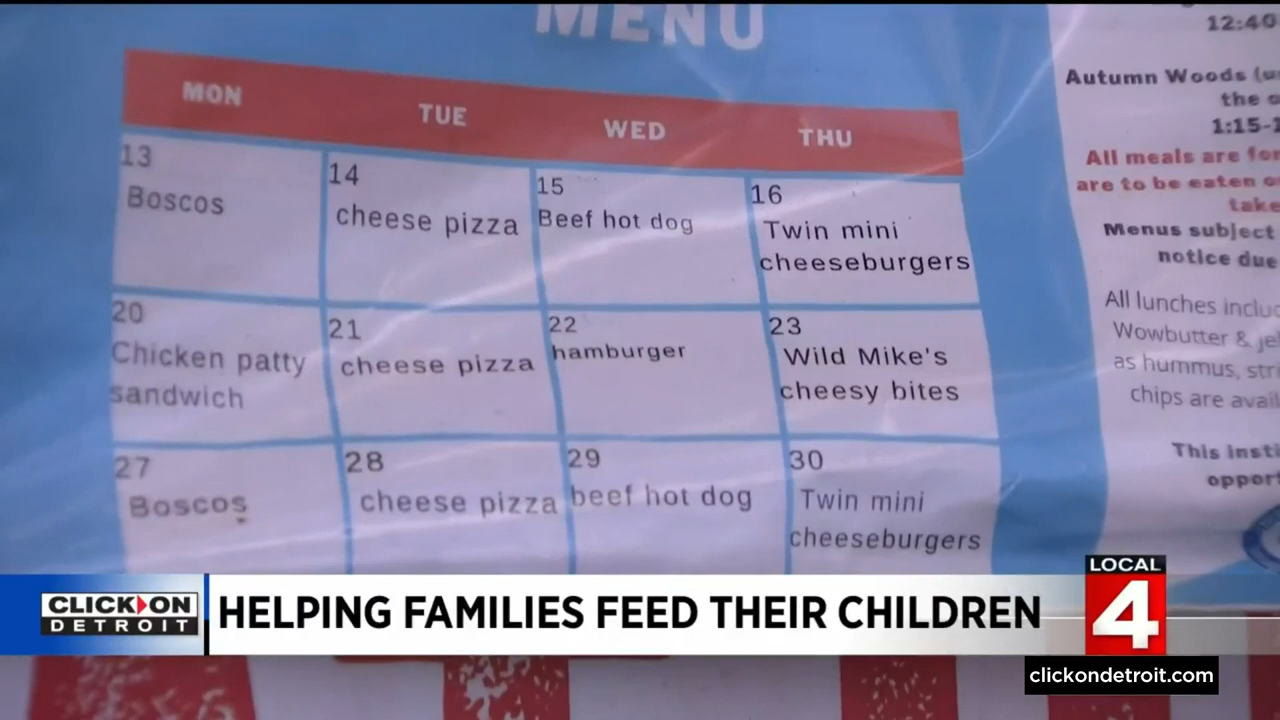 MENU
MON
TUE
WED
THU
13
Boscos
14
cheese pizza
15
Beef hot dog
16
Twin mini
cheeseburgers
20
Chicken patty
sandwich
21
cheese pizza
22
hamburger
23
Wild Mike's
cheesy bites
27
Boscos
28
cheese pizza
29
beef hot dog
30
Twin mini
cheeseburgers
12:40
Autumn Woods
the
1:15-
All meals are for
are to be eaten
take
Menus subject
notice due
All lunches
Wowbutter &
as hummus,
chips are
This
CLICK ON
DETROIT
HELPING FAMILIES FEED THEIR CHILDREN
LOCAL
4
clickondetroit.com